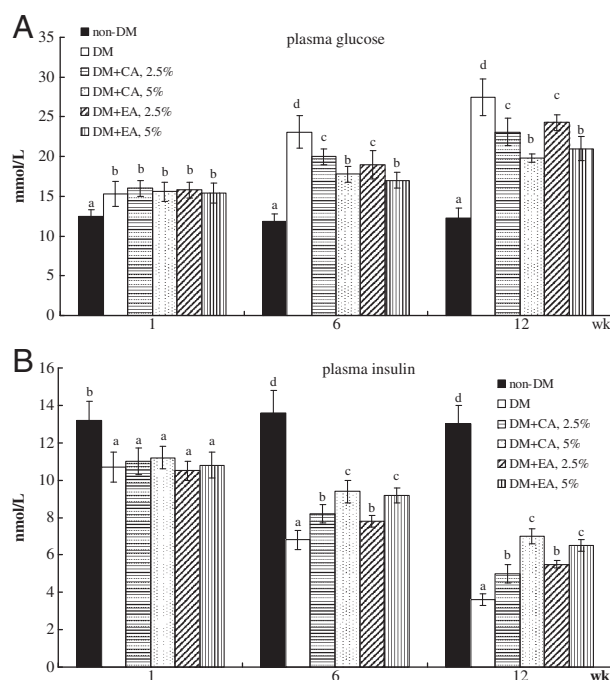 A
plasma glucose
non-DM
DM
DM+CA, 2.5%
DM+CA, 5%
DM+EA, 2.5%
DM+EA, 5%
mmol/L
35
30
25
20
15
10
5
0
a b b b b b
a d c b c b
a d c b c b
1 6 12 wk
B
plasma insulin
non-DM
DM
DM+CA, 2.5%
DM+CA, 5%
DM+EA, 2.5%
DM+EA, 5%
nmol/L
16
14
12
10
8
6
4
2
0
b a a a a a
d a b c b c
d a b c b c
1 6 12 wk